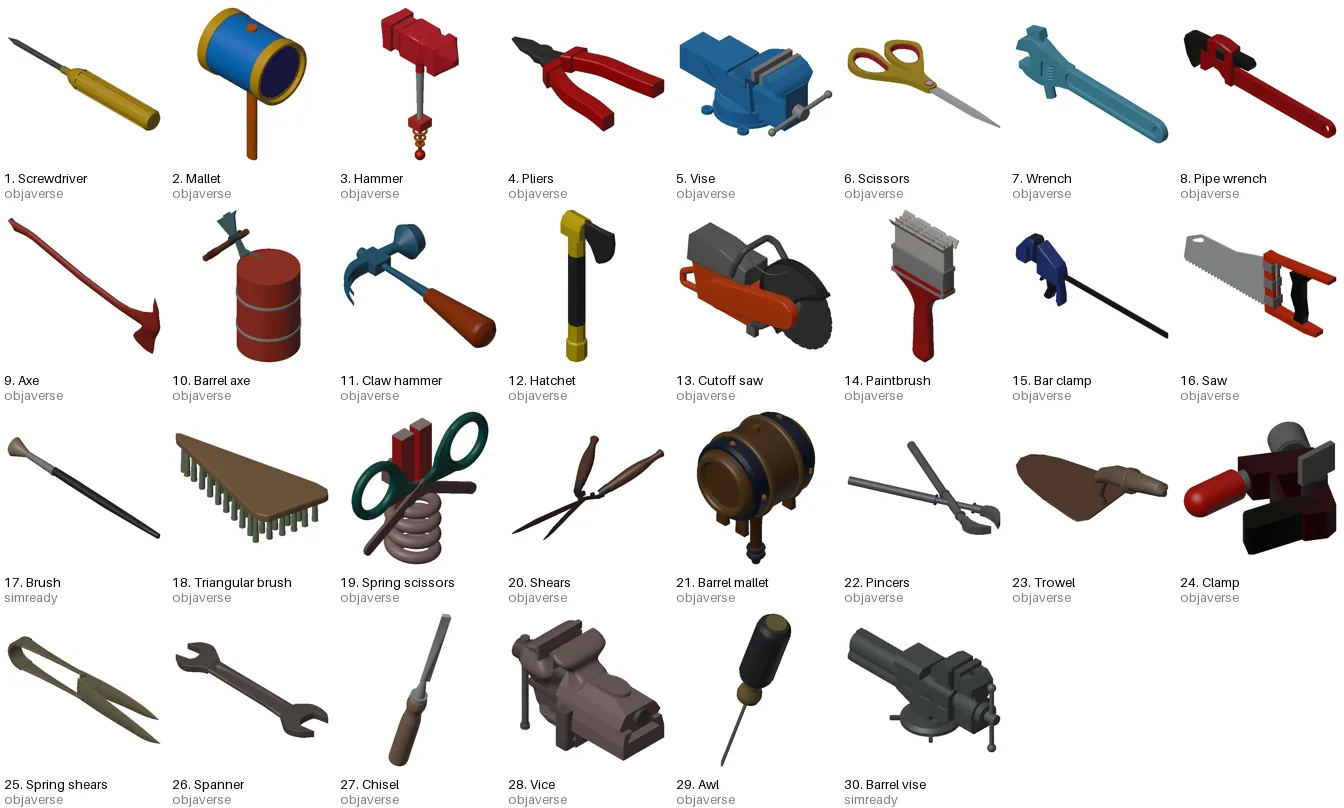 1. Screwdriver
objaverse
2. Mallet
objaverse
3. Hammer
objaverse
4. Pliers
objaverse
5. Vise
objaverse
6. Scissors
objaverse
7. Wrench
objaverse
8. Pipe wrench
objaverse
9. Axe
objaverse
10. Barrel axe
objaverse
11. Claw hammer
objaverse
12. Hatchet
objaverse
13. Cutoff saw
objaverse
14. Paintbrush
objaverse
15. Bar clamp
objaverse
16. Saw
objaverse
17. Brush
simready
18. Triangular brush
objaverse
19. Spring scissors
objaverse
20. Shears
objaverse
21. Barrel mallet
objaverse
22. Pincers
objaverse
23. Trowel
objaverse
24. Clamp
objaverse
25. Spring shears
objaverse
26. Spanner
objaverse
27. Chisel
objaverse
28. Vice
objaverse
29. Awl
objaverse
30. Barrel vise
simready